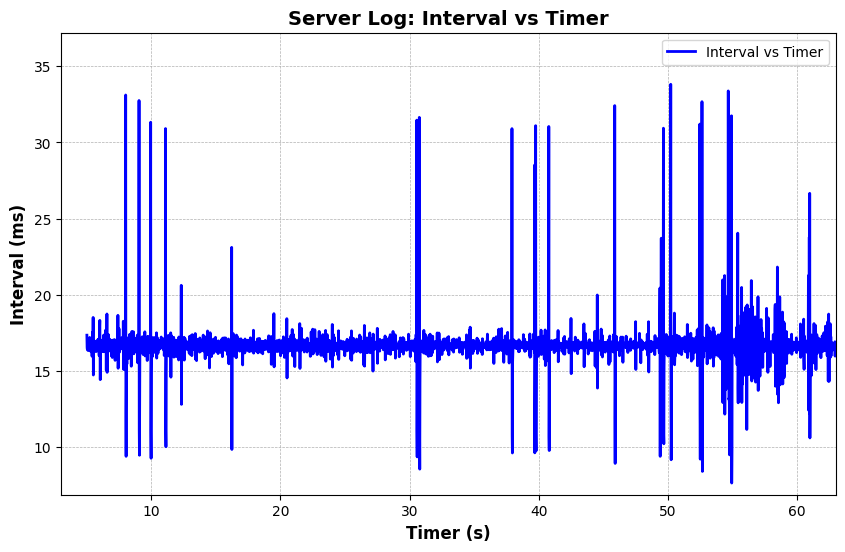 Server Log: Interval vs Timer
Interval vs Timer
35
30
25
20
15
10
Interval (ms)
10 20 30 40 50 60
Timer (s)